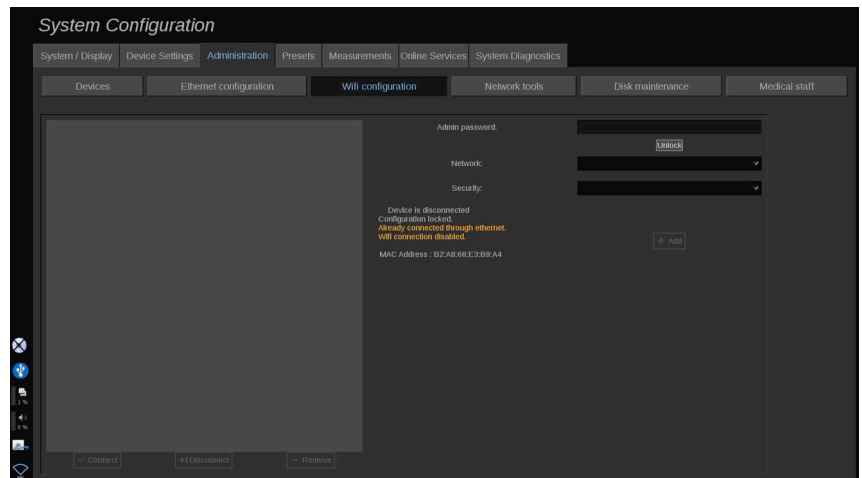 System Configuration
System / Display Device Settings Administration Presets Measurements Online Services System Diagnostics
Devices Ethernet configuration Wifi configuration Network tools Disk maintenance Medical staff
Admin password:
Unlock
Network:
Security:
Device is disconnected
Configuration locked.
Already connected through ethernet.
Wifi connection disabled.
+ Add
MAC Address : B2:A8:66:E3:B9:A4
1 %
0 %
Connect Disconnect Remove